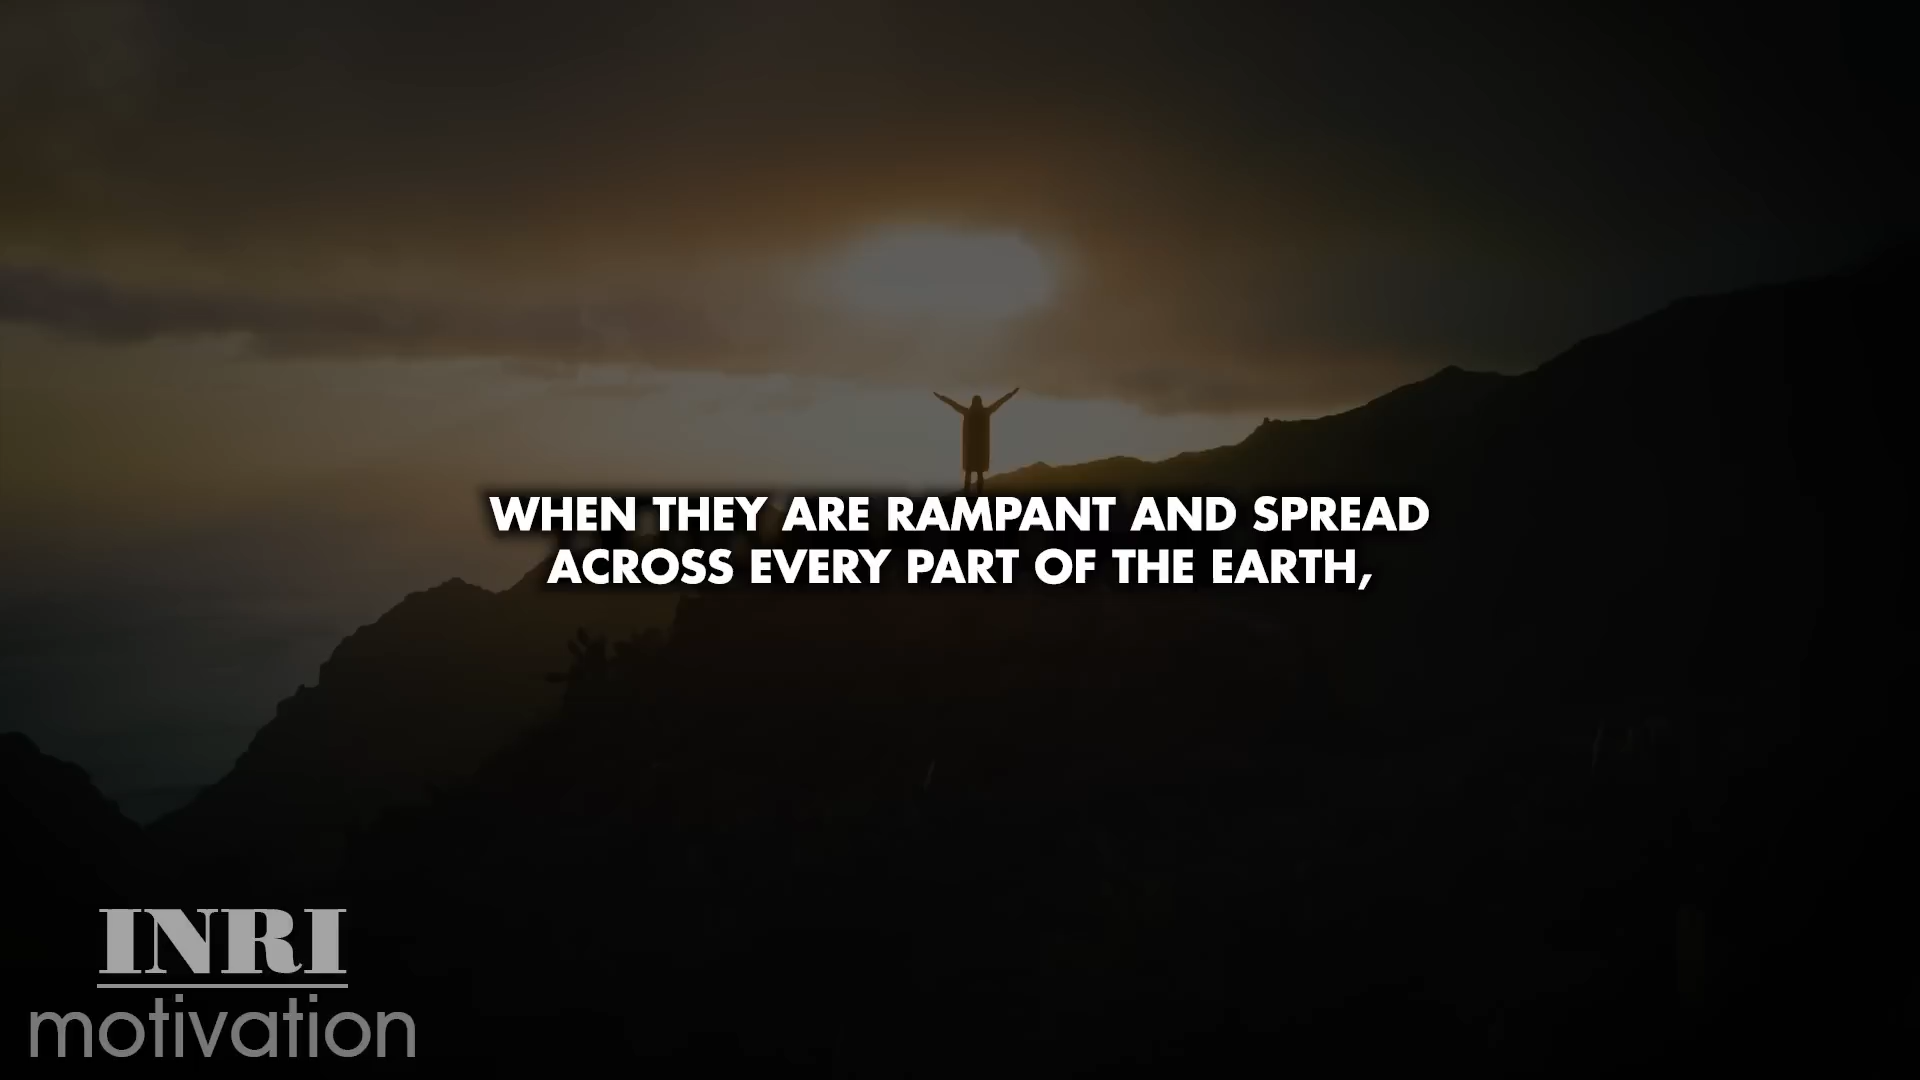 WHEN THEY ARE RAMPANT AND SPREAD
ACROSS EVERY PART OF THE EARTH,
INRI
motivation